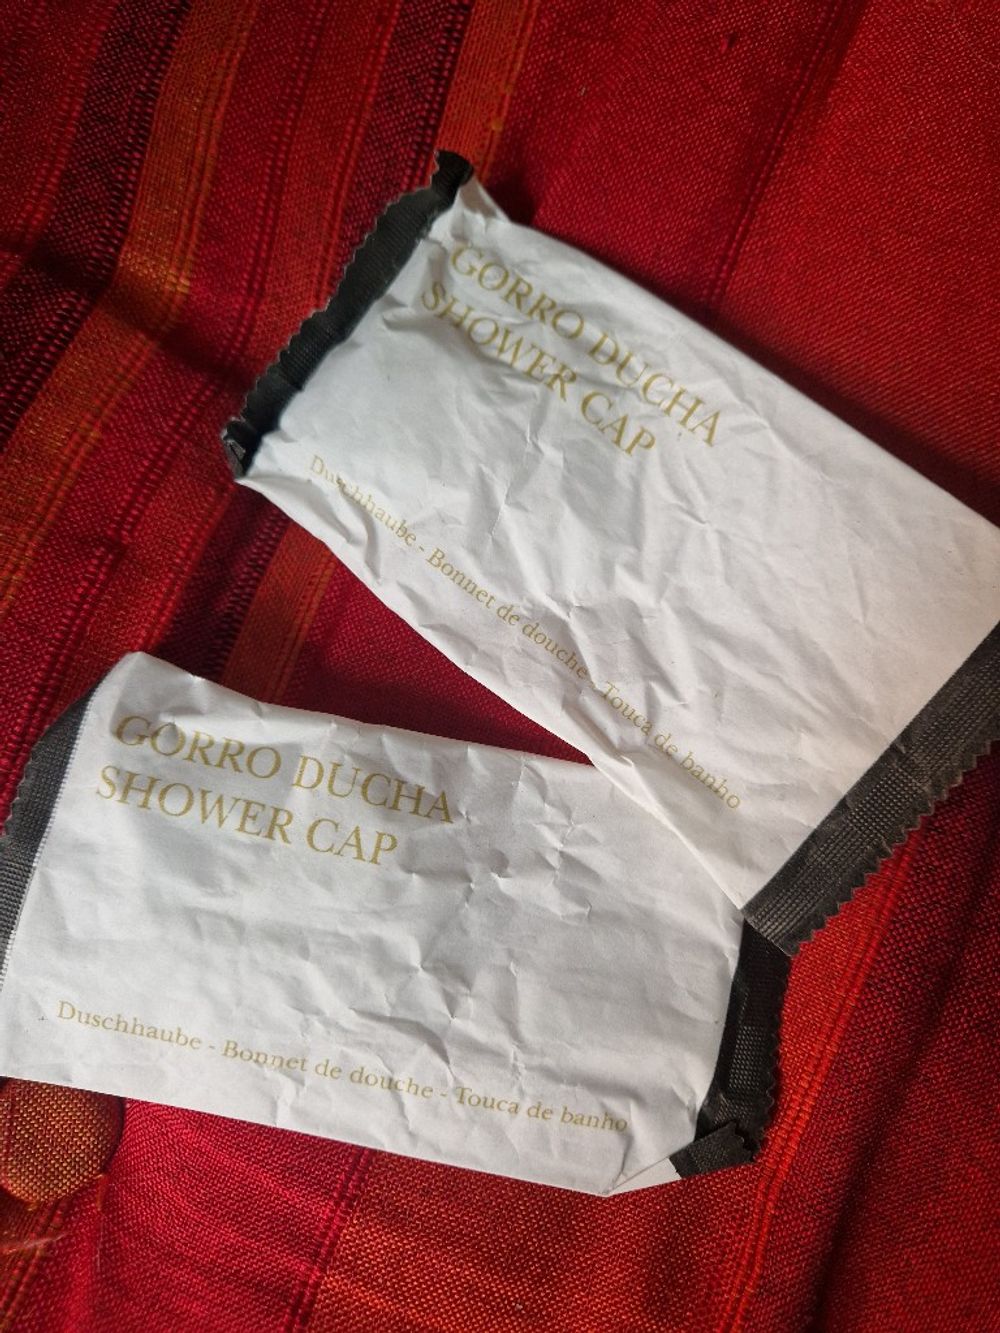 GORRO DUCHA
SHOWER CAP
Duschhaube - Bonnet de douche - Touca de banho
GORRO DUCHA
SHOWER CAP
Duschhaube - Bonnet de douche - Touca de banho